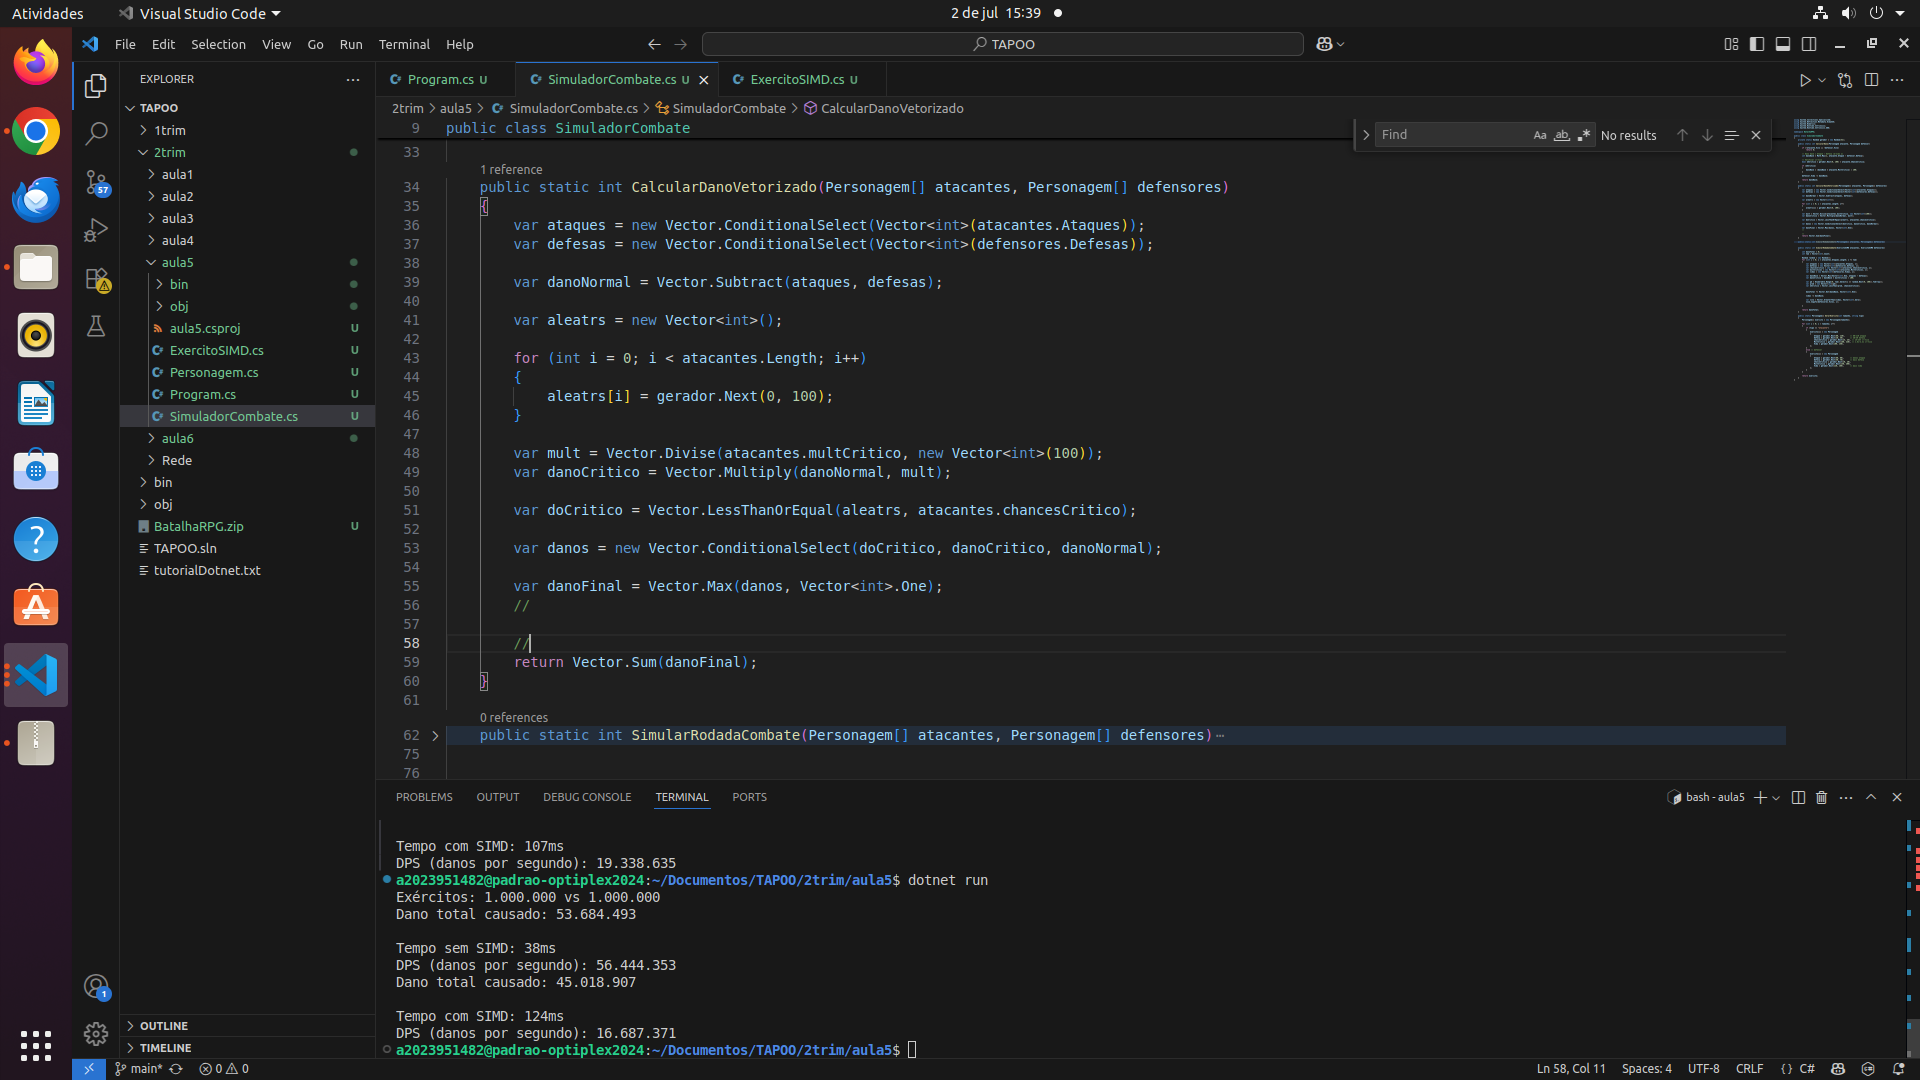 Atividades
Visual Studio Code
2 de jul 15:39
File Edit Selection View Go Run Terminal Help
TAPOO
EXPLORER
TAPOO
1trim
2trim
aula1
aula2
aula3
aula4
aula5
bin
obj
aula5.csproj U
ExercitoSIMD.cs U
Personagem.cs U
Program.cs U
SimuladorCombate.cs U
aula6
Rede
bin
obj
BatalhaRPG.zip U
TAPOO.sln
tutorialDotnet.txt
OUTLINE
TIMELINE
57
1
Program.cs U
SimuladorCombate.cs U
ExercitoSIMD.cs U
2trim > aula5 > SimuladorCombate.cs > SimuladorCombate > CalcularDanoVetorizado
Find
Aa ab
No results
9 public class SimuladorCombate
33
1 reference
34 public static int CalcularDanoVetorizado(Personagem[] atacantes, Personagem[] defensores)
35 {
36 var ataques = new Vector.ConditionalSelect(Vector<int>(atacantes.Ataques));
37 var defesas = new Vector.ConditionalSelect(Vector<int>(defensores.Defesas));
38
39 var danoNormal = Vector.Subtract(ataques, defesas);
40
41 var aleatrs = new Vector<int>();
42
43 for (int i = 0; i < atacantes.Length; i++)
44 {
45 aleatrs[i] = gerador.Next(0, 100);
46 }
47
48 var mult = Vector.Divise(atacantes.multCritico, new Vector<int>(100));
49 var danoCritico = Vector.Multiply(danoNormal, mult);
50
51 var doCritico = Vector.LessThanOrEqual(aleatrs, atacantes.chancesCritico);
52
53 var danos = new Vector.ConditionalSelect(doCritico, danoCritico, danoNormal);
54
55 var danoFinal = Vector.Max(danos, Vector<int>.One);
56 //
57
58 //
59 return Vector.Sum(danoFinal);
60 }
61
0 references
62 public static int SimularRodadaCombate(Personagem[] atacantes, Personagem[] defensores)⋯
75
76
PROBLEMS OUTPUT DEBUG CONSOLE TERMINAL PORTS
bash - aula5
Tempo com SIMD: 107ms
DPS (danos por segundo): 19.338.635
a2023951482@padrao-optiplex2024:~/Documentos/TAPOO/2trim/aula5$ dotnet run
Exércitos: 1.000.000 vs 1.000.000
Dano total causado: 53.684.493
Tempo sem SIMD: 38ms
DPS (danos por segundo): 56.444.353
Dano total causado: 45.018.907
Tempo com SIMD: 124ms
DPS (danos por segundo): 16.687.371
a2023951482@padrao-optiplex2024:~/Documentos/TAPOO/2trim/aula5$
main* 0 0
Ln 58, Col 11 Spaces: 4 UTF-8 CRLF {} C#